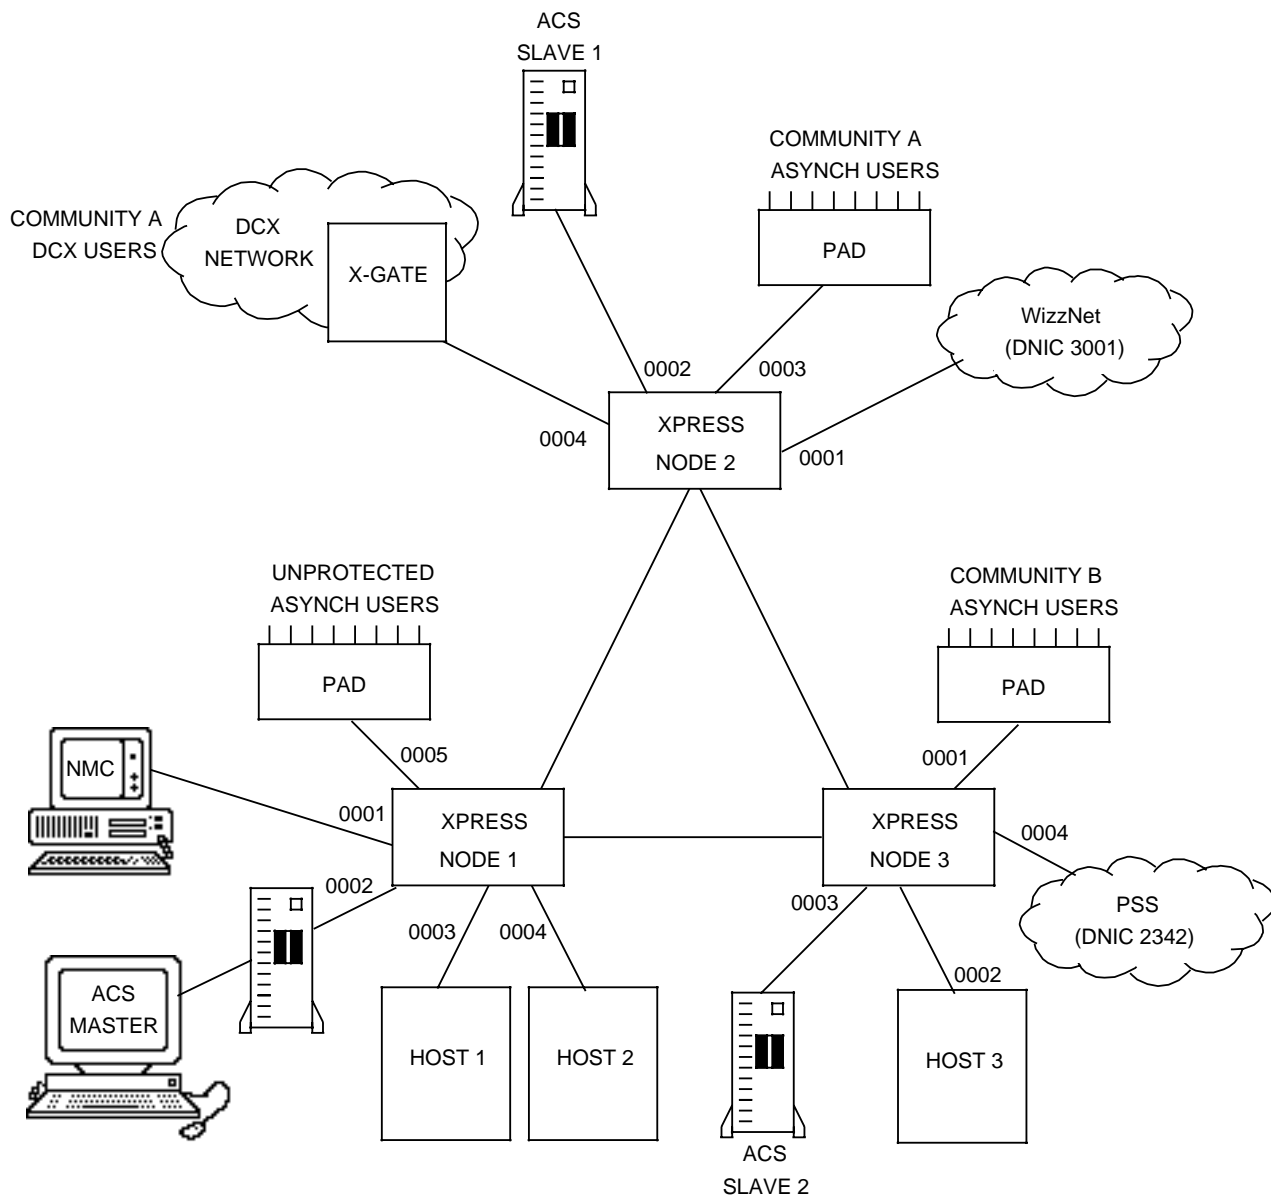 ACS
SLAVE 1
COMMUNITY A
ASYNCH USERS
PAD
COMMUNITY A
DCX USERS
DCX
NETWORK
X-GATE
WizzNet
(DNIC 3001)
0002
0003
0004
0001
XPRESS
NODE 2
UNPROTECTED
ASYNCH USERS
PAD
COMMUNITY B
ASYNCH USERS
PAD
NMC
0005
0001
0001
XPRESS
NODE 1
XPRESS
NODE 3
0004
0002
0003
0004
0003
0002
PSS
(DNIC 2342)
ACS
MASTER
HOST 1
HOST 2
HOST 3
ACS
SLAVE 2